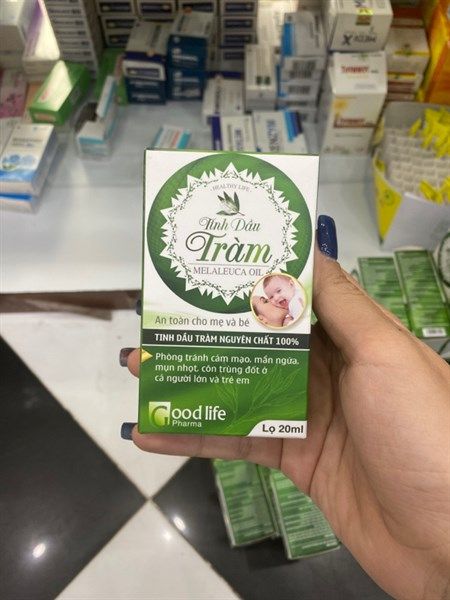 HEALTHY LIFE
Tinh Dầu
Tràm
MELALEUCA OIL
An toàn cho mẹ và bé
TINH DẦU TRÀM NGUYÊN CHẤT 100%
Phòng tránh cảm mạo, mẩn ngứa,
mụn nhọt, côn trùng đốt ở
cả người lớn và trẻ em
Good life
Pharma
Lọ 20ml